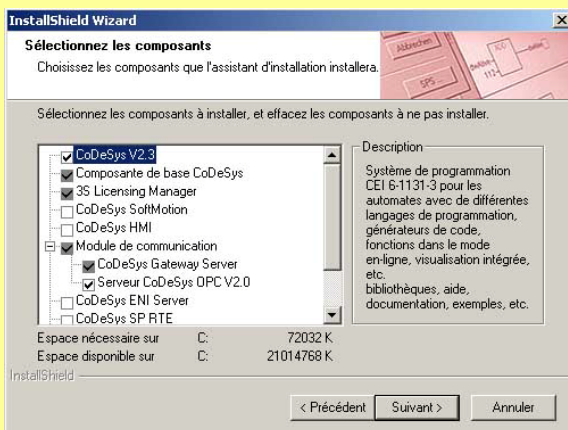 InstallShield Wizard
Sélectionnez les composants
Choisissez les composants que l'assistant d'installation installera.
Abbrechen
SPS...
112
Sélectionnez les composants à installer, et effacez les composants à ne pas installer.
CoDeSys V2.3
Composante de base CoDeSys
3S Licensing Manager
CoDeSys SoftMotion
CoDeSys HMI
Module de communication
CoDeSys Gateway Server
Serveur CoDeSys OPC V2.0
CoDeSys ENI Server
CoDeSys SP RTE
Description
Système de programmation
CEI 6-1131-3 pour les
automates avec de différentes
langages de programmation,
générateurs de code,
fonctions dans le mode
en-ligne, visualisation intégrée,
etc.
bibliothèques, aide,
documentation, exemples, etc.
Espace nécessaire sur C: 72032 K
Espace disponible sur C: 21014768 K
InstallShield
< Précédent
Suivant >
Annuler